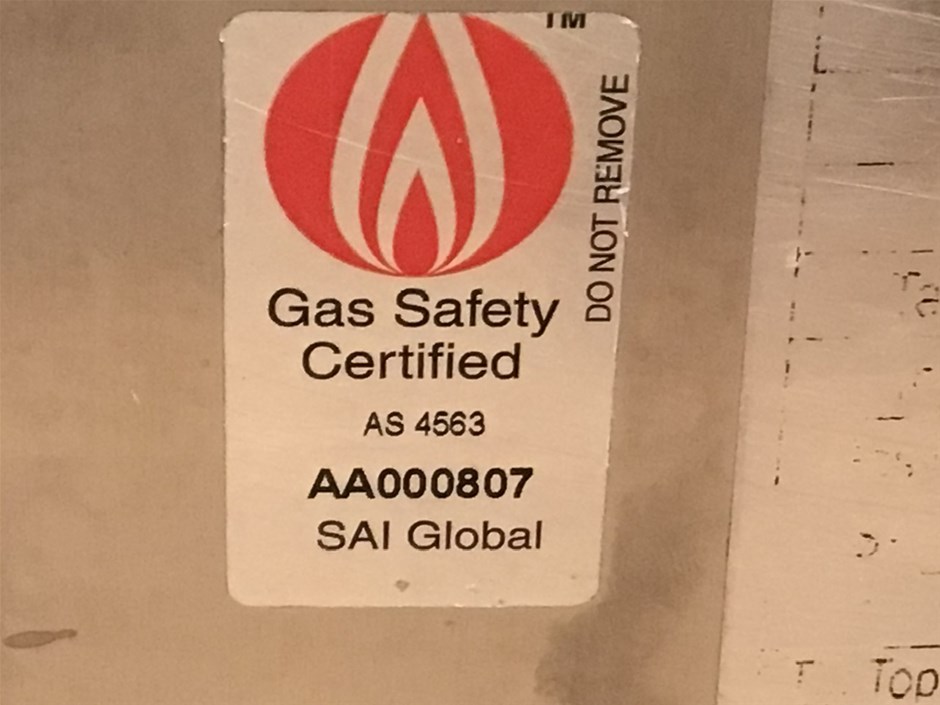 TM
DO NOT REMOVE
Gas Safety
Certified
AS 4563
AA000807
SAI Global
Top